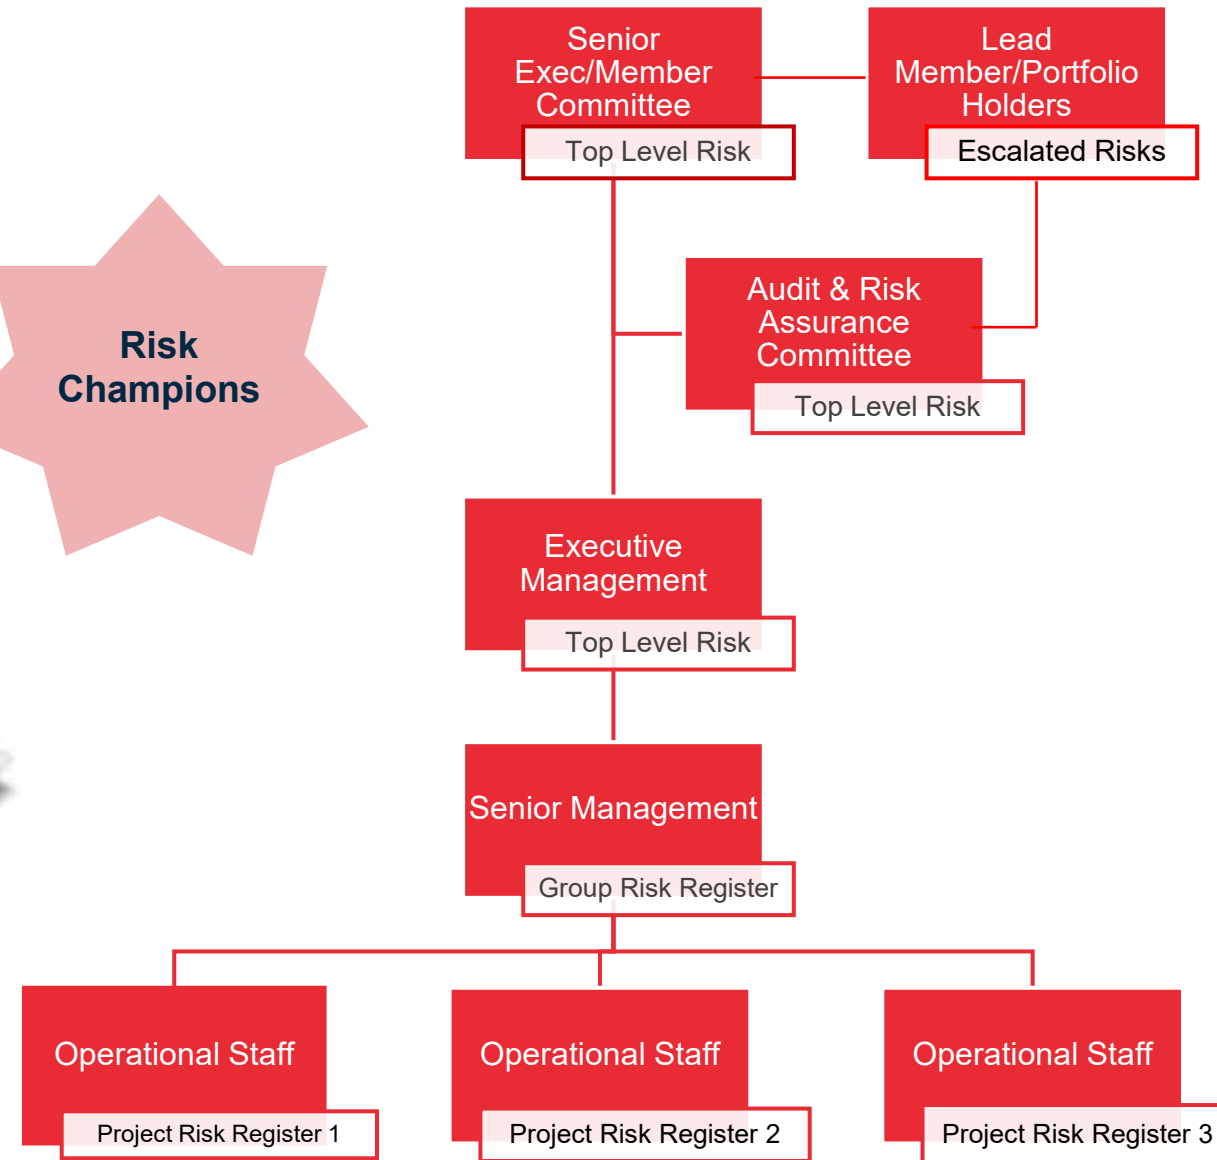 Senior
Exec/Member
Committee
Top Level Risk
Lead
Member/Portfolio
Holders
Escalated Risks
Risk
Champions
Audit & Risk
Assurance
Committee
Top Level Risk
Executive
Management
Top Level Risk
Senior Management
Group Risk Register
Operational Staff
Project Risk Register 1
Operational Staff
Project Risk Register 2
Operational Staff
Project Risk Register 3